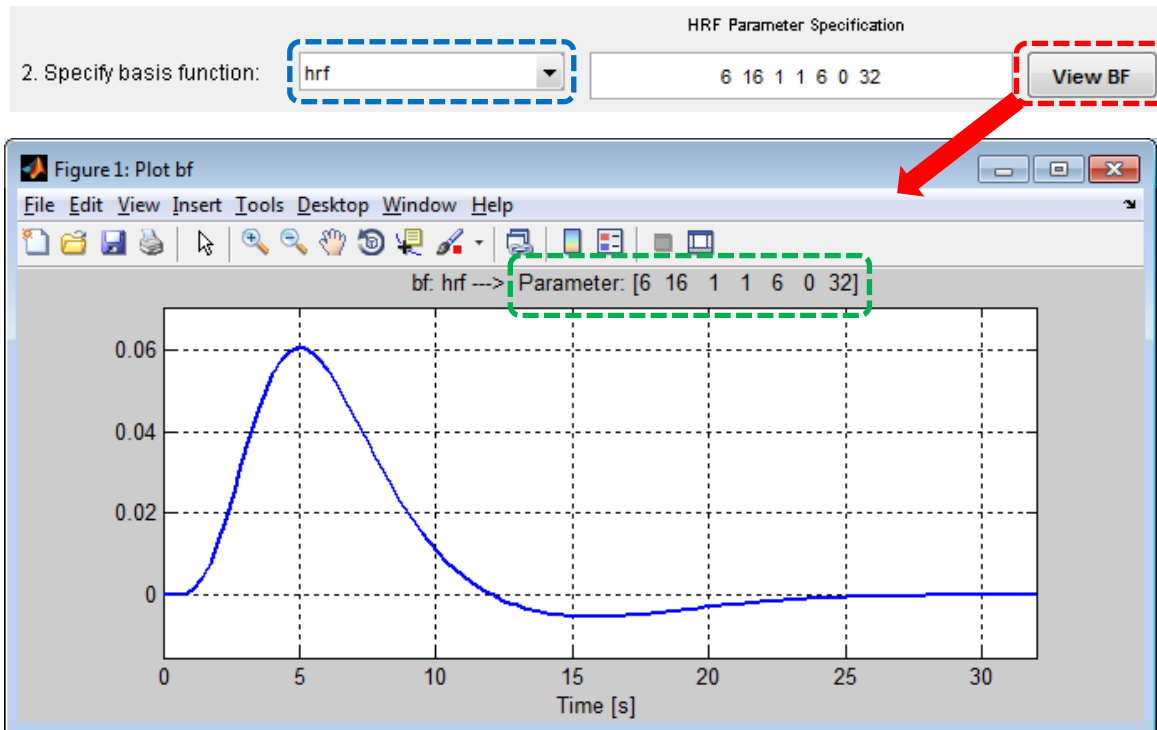 HRF Parameter Specification
2. Specify basis function: hrf 6 16 1 1 6 0 32 View BF
Figure 1: Plot bf
File Edit View Insert Tools Desktop Window Help
bf: hrf ---> Parameter: [6 16 1 1 6 0 32]
0.06
0.04
0.02
0
0 5 10 15 20 25 30
Time [s]